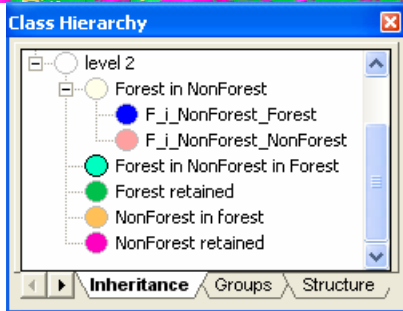 Class Hierarchy
level 2
Forest in NonForest
F_i_NonForest_Forest
F_i_NonForest_NonForest
Forest in NonForest in Forest
Forest retained
NonForest in forest
NonForest retained
Inheritance Groups Structure